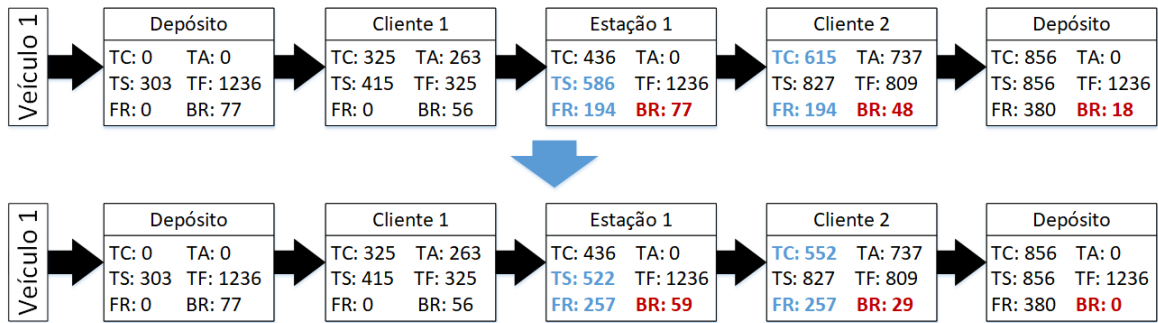 Veículo 1
Depósito
TC: 0 TA: 0
TS: 303 TF: 1236
FR: 0 BR: 77
Cliente 1
TC: 325 TA: 263
TS: 415 TF: 325
FR: 0 BR: 56
Estação 1
TC: 436 TA: 0
TS: 586 TF: 1236
FR: 194 BR: 77
Cliente 2
TC: 615 TA: 737
TS: 827 TF: 809
FR: 194 BR: 48
Depósito
TC: 856 TA: 0
TS: 856 TF: 1236
FR: 380 BR: 18
Veículo 1
Depósito
TC: 0 TA: 0
TS: 303 TF: 1236
FR: 0 BR: 77
Cliente 1
TC: 325 TA: 263
TS: 415 TF: 325
FR: 0 BR: 56
Estação 1
TC: 436 TA: 0
TS: 522 TF: 1236
FR: 257 BR: 59
Cliente 2
TC: 552 TA: 737
TS: 827 TF: 809
FR: 257 BR: 29
Depósito
TC: 856 TA: 0
TS: 856 TF: 1236
FR: 380 BR: 0